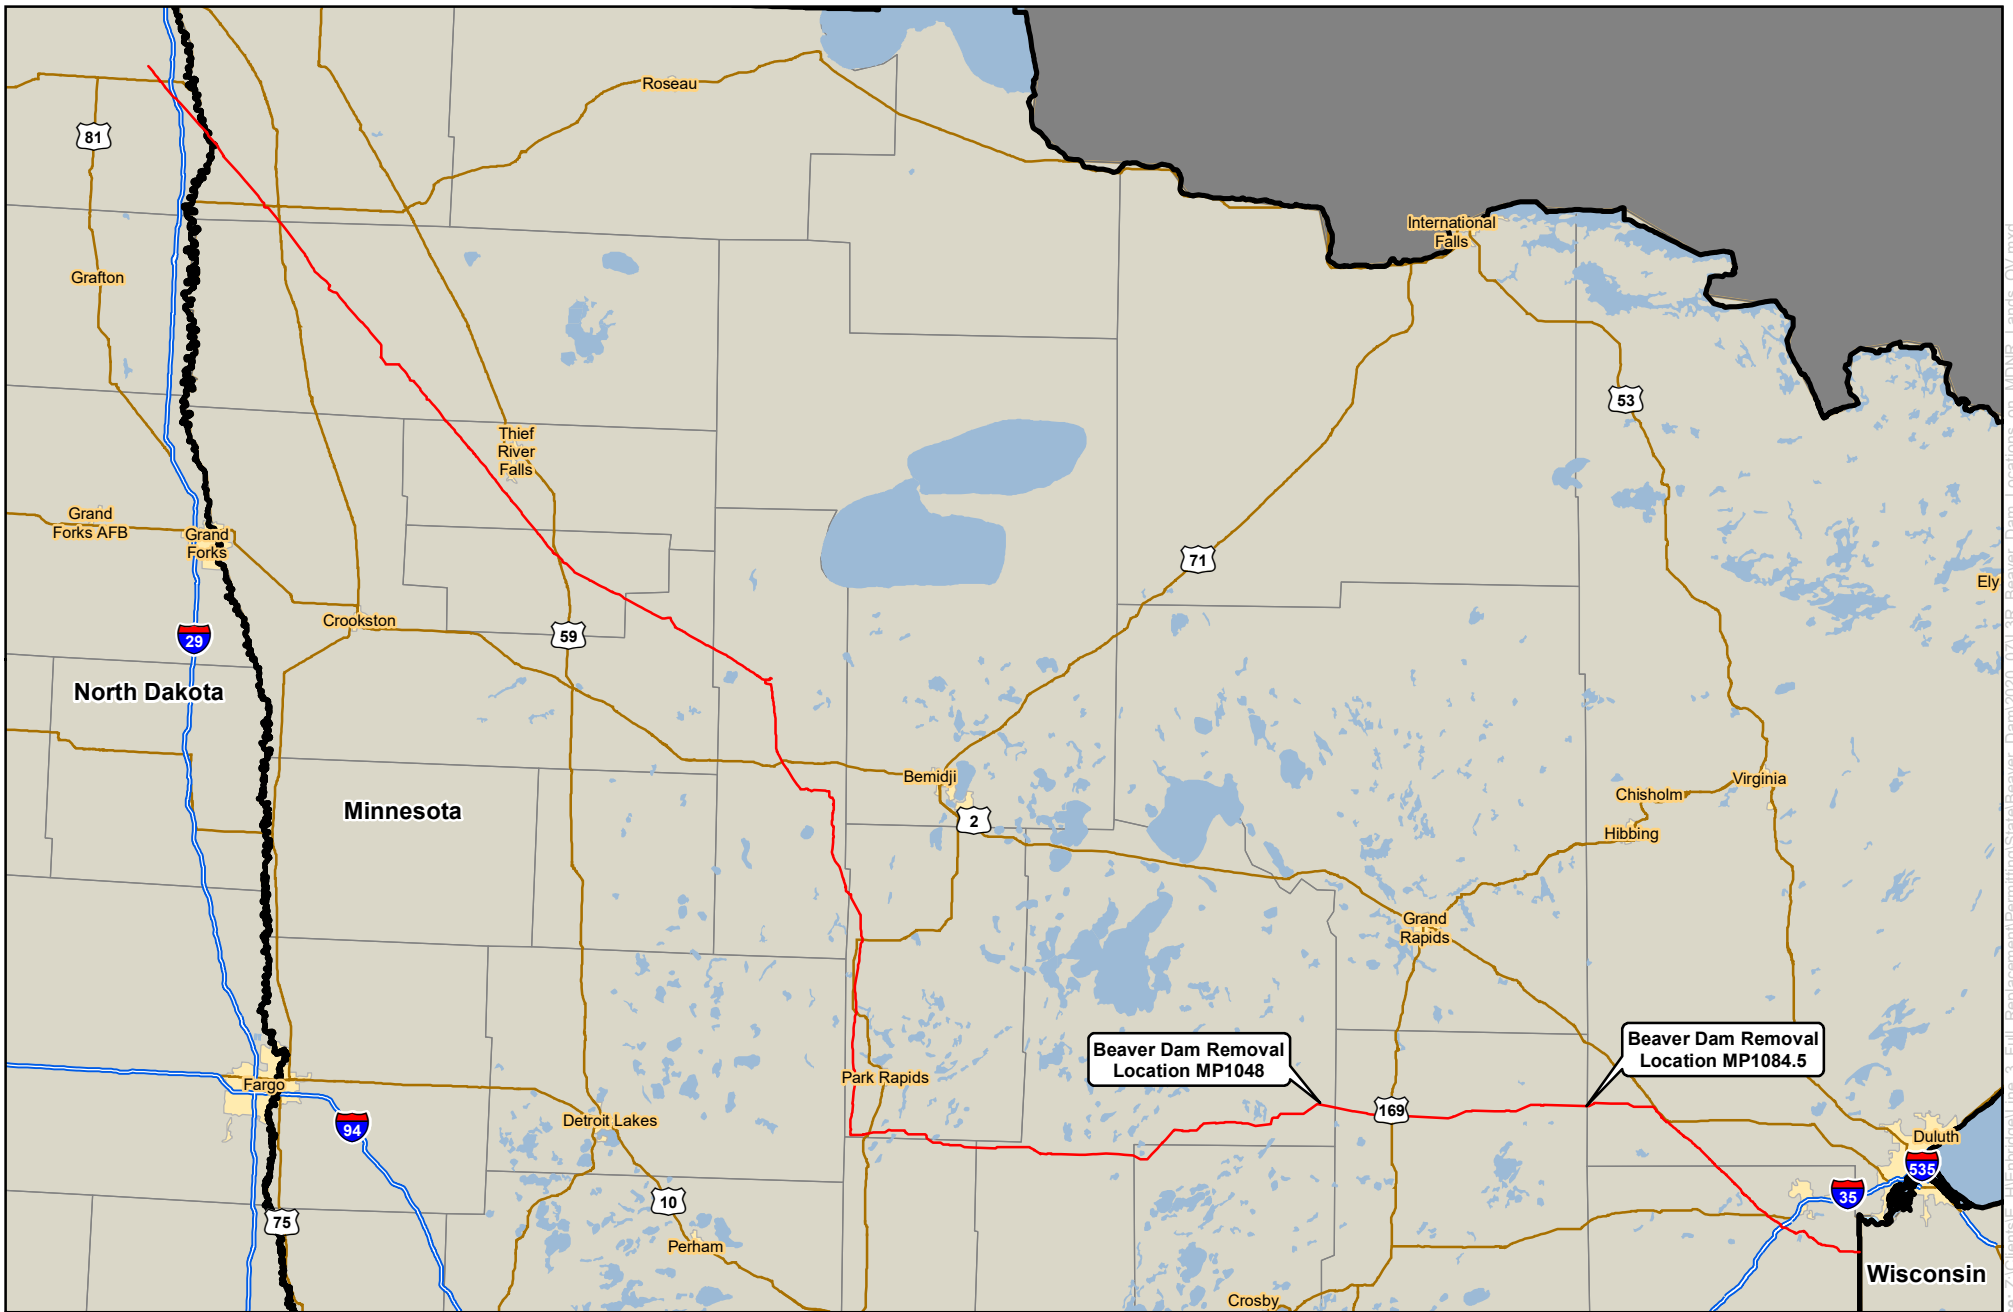 Roseau
81
International
Falls
Grafton
53
Thief
River
Falls
Grand
Forks AFB
Grand
Forks
71
Ely
Crookston
29
59
North Dakota
Bemidji
Virginia
Chisholm
Minnesota
2
Hibbing
Grand
Rapids
Beaver Dam Removal
Location MP1048
Beaver Dam Removal
Location MP1084.5
Park Rapids
Fargo
169
Detroit Lakes
94
Duluth
535
35
10
75
Perham
Wisconsin
Crosby